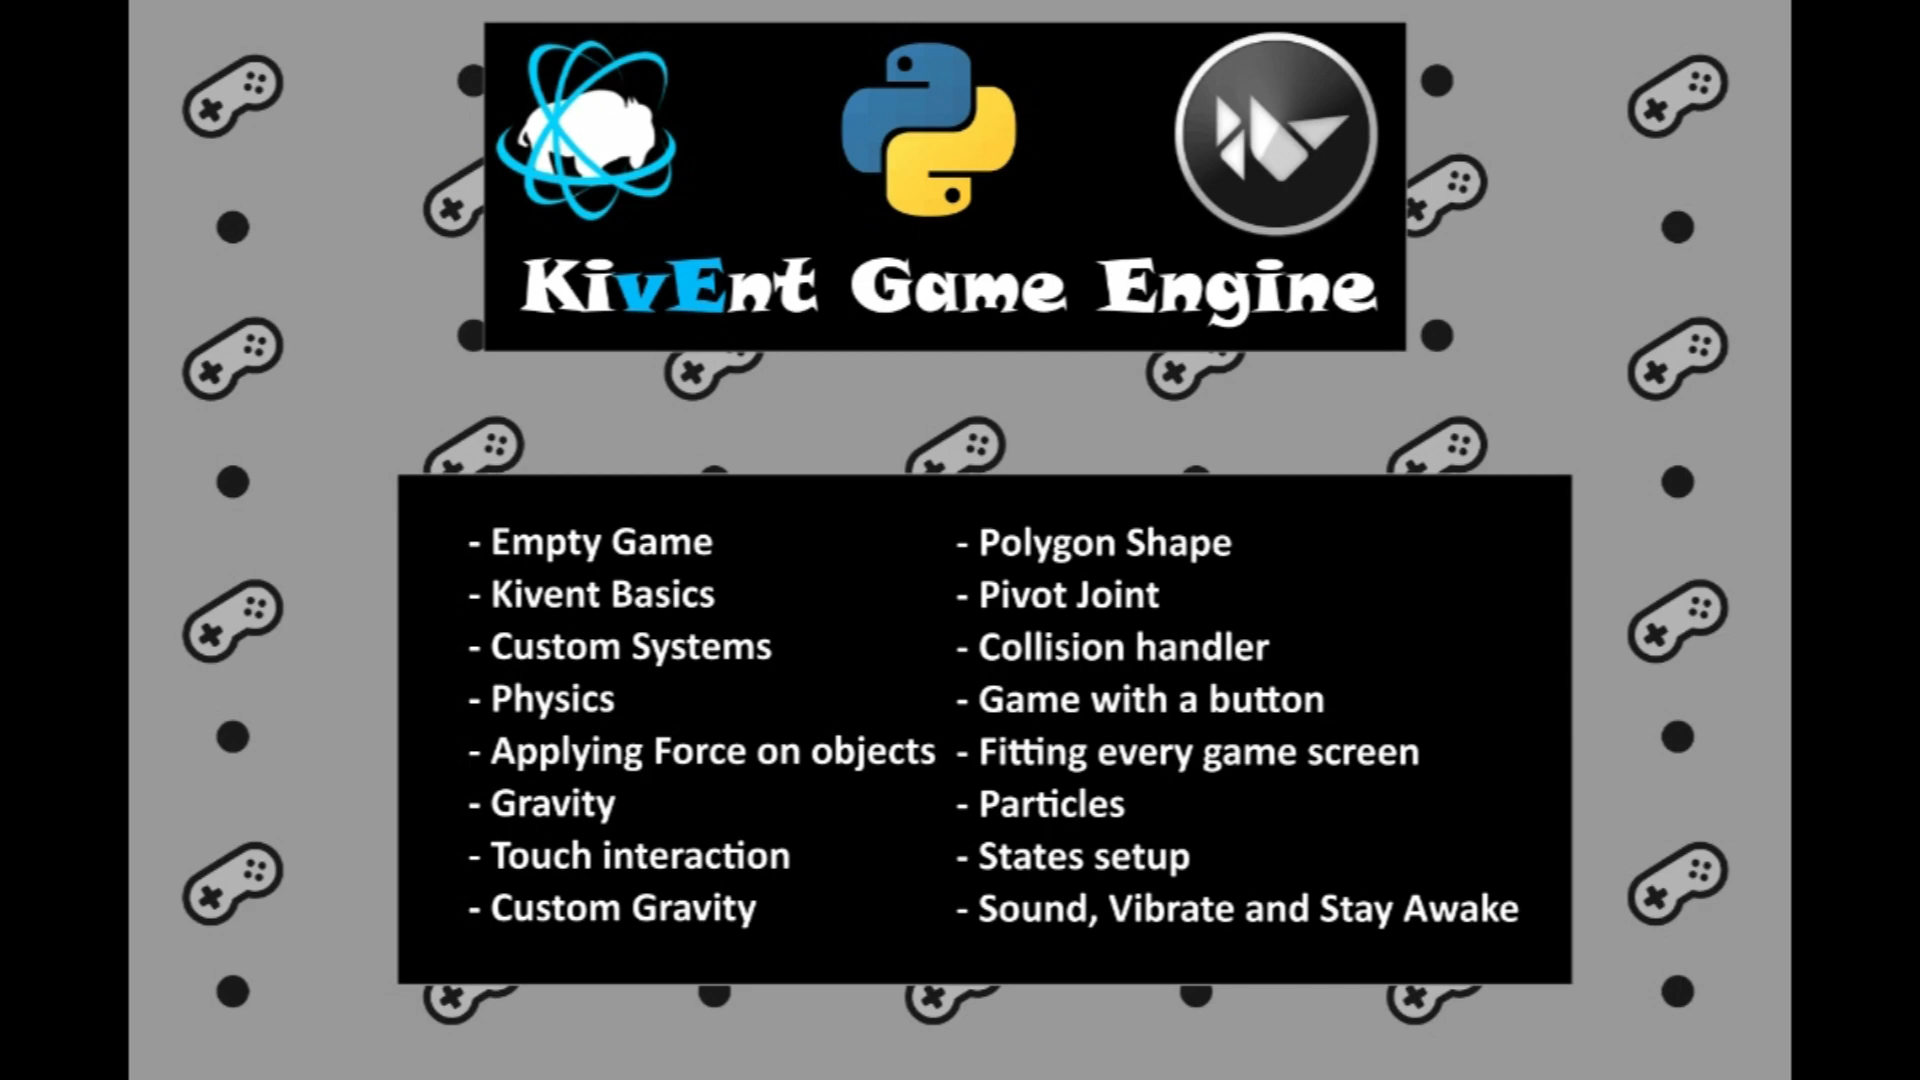 KivEnt Game Engine
- Empty Game
- Kivent Basics
- Custom Systems
- Physics
- Applying Force on objects
- Gravity
- Touch interaction
- Custom Gravity
- Polygon Shape
- Pivot Joint
- Collision handler
- Game with a button
- Fitting every game screen
- Particles
- States setup
- Sound, Vibrate and Stay Awake